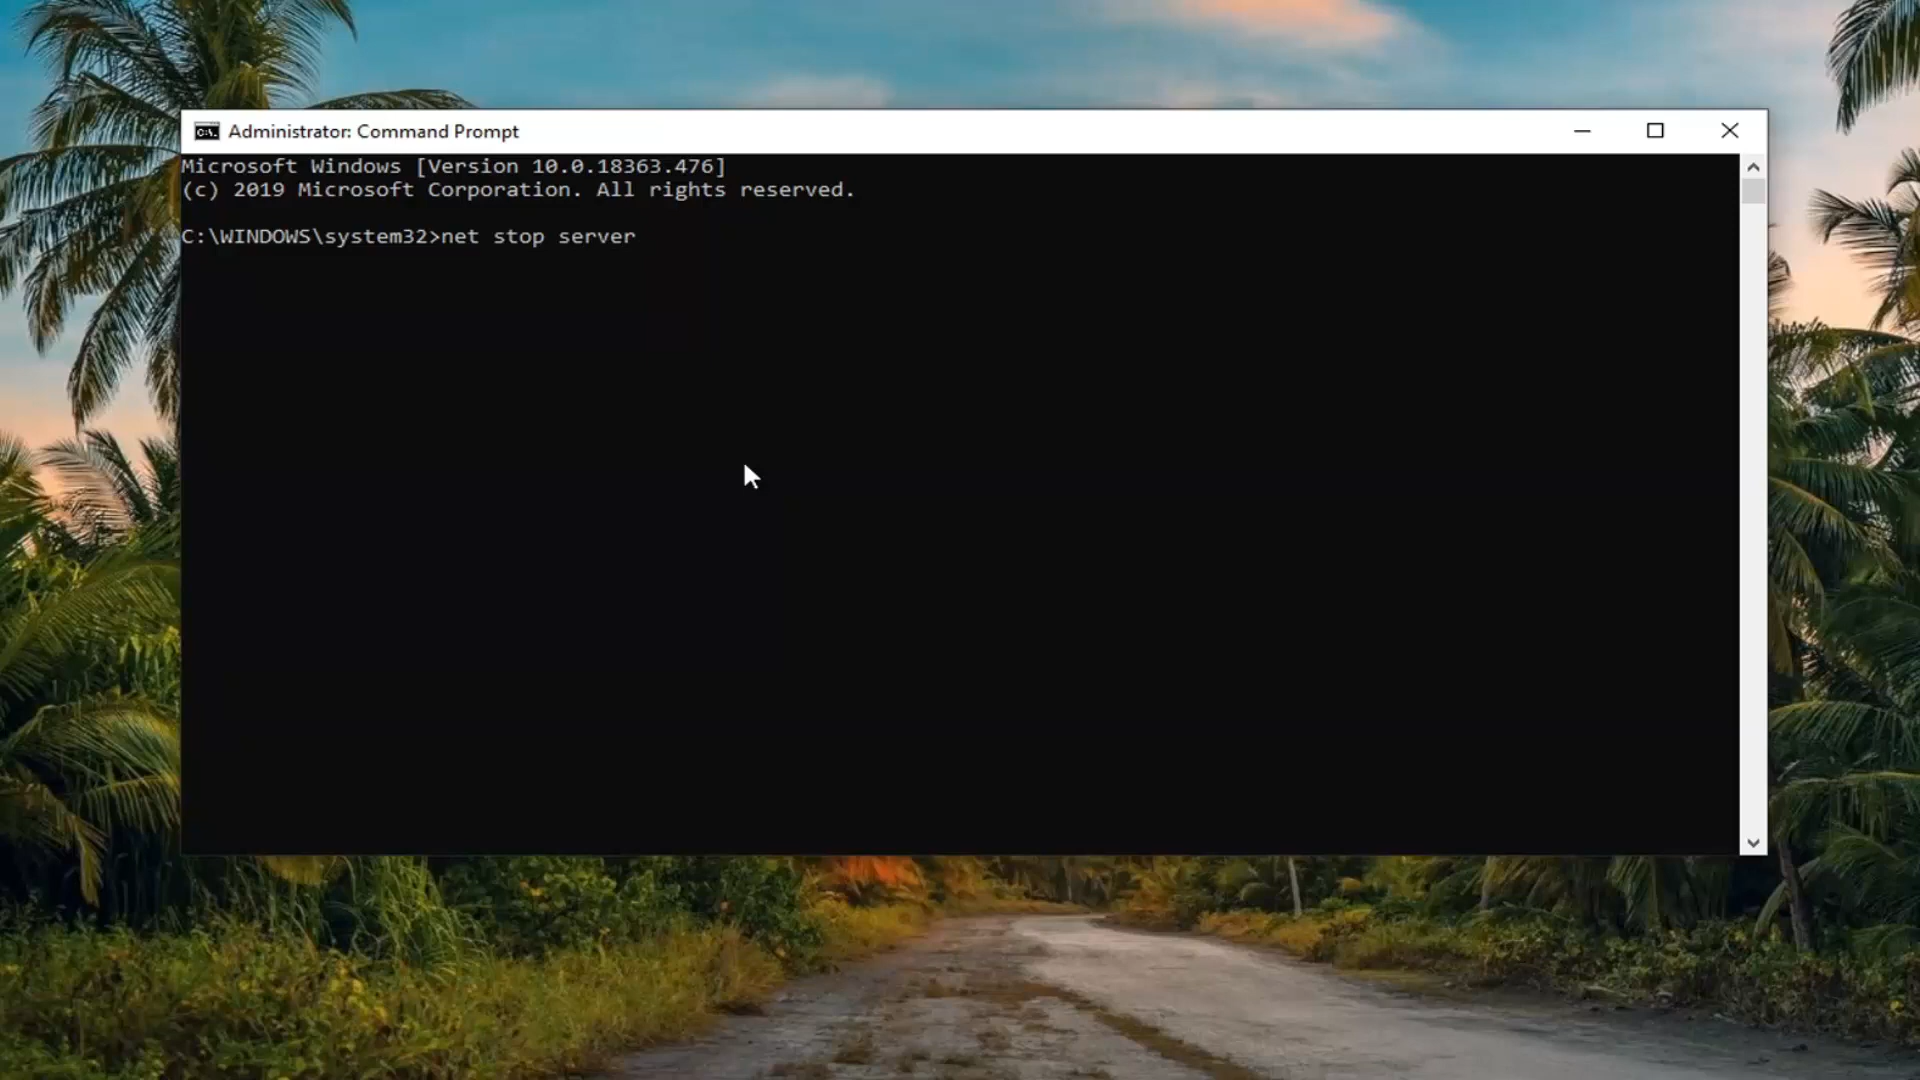 Administrator: Command Prompt
Microsoft Windows [Version 10.0.18363.476]
(c) 2019 Microsoft Corporation. All rights reserved.
C:\WINDOWS\system32>net stop server